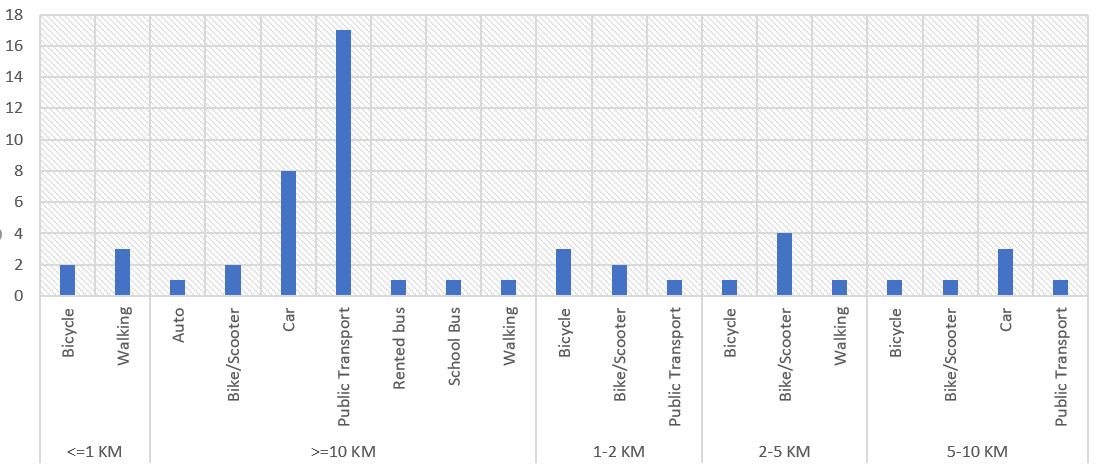 18
16
14
12
10
8
6
4
2
0
Bicycle
Walking
Auto
Bike/Scooter
Car
Public Transport
Rented bus
School Bus
Walking
Bicycle
Bike/Scooter
Public Transport
Bicycle
Bike/Scooter
Walking
Bicycle
Bike/Scooter
Car
Public Transport
<=1 KM
>=10 KM
1-2 KM
2-5 KM
5-10 KM